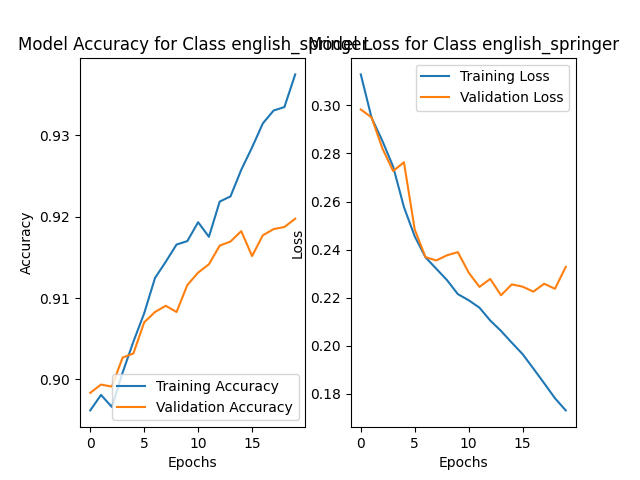 Model Accuracy for Class english_springer
Model Loss for Class english_springer
Accuracy
0.93
0.92
0.91
0.90
Training Accuracy
Validation Accuracy
0
5
10
15
Epochs
Loss
0.30
0.28
0.26
0.24
0.22
0.20
0.18
Training Loss
Validation Loss
0
5
10
15
Epochs